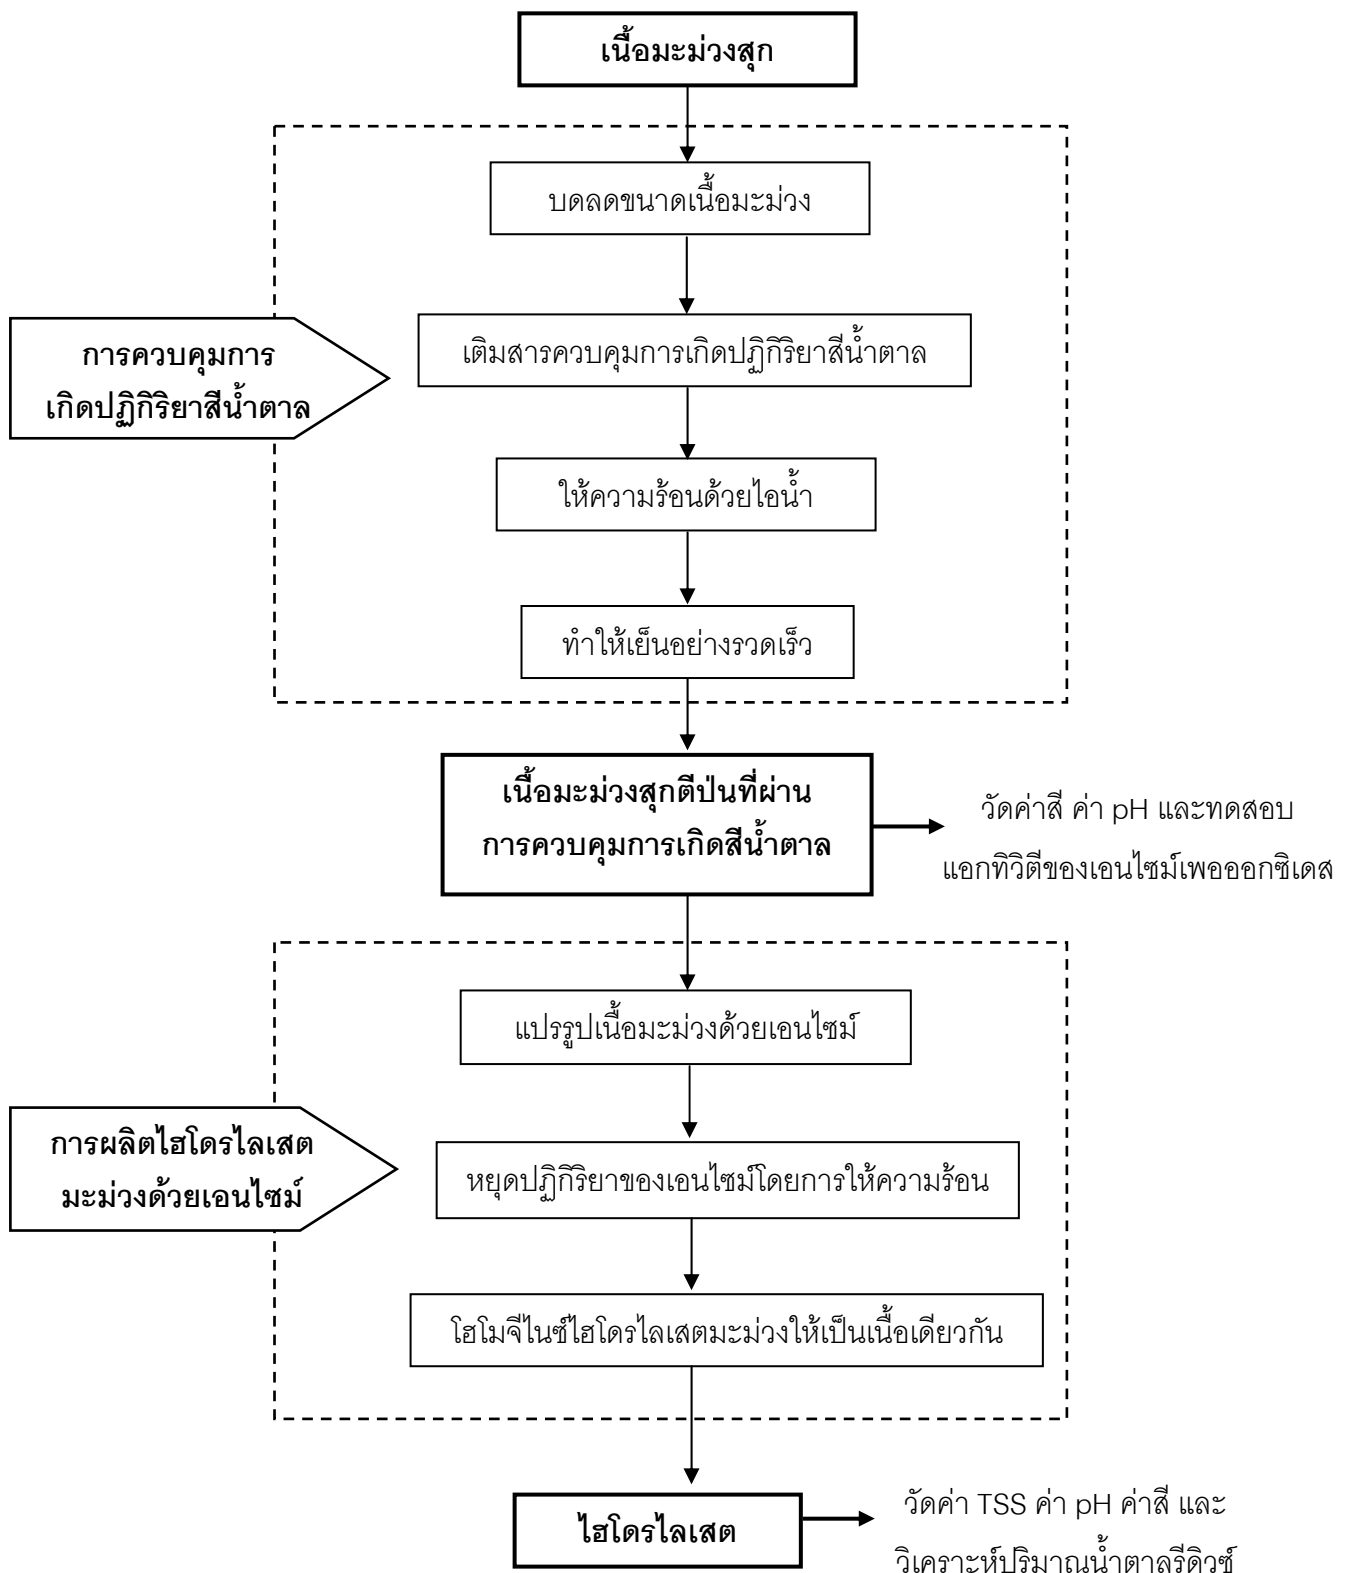 เนื้อมะม่วงสุก
บดลดขนาดเนื้อมะม่วง
การควบคุมการ
เกิดปฏิกิริยาสีน้ำตาล
เติมสารควบคุมการเกิดปฏิกิริยาสีน้ำตาล
ให้ความร้อนด้วยไอน้ำ
ทำให้เย็นอย่างรวดเร็ว
เนื้อมะม่วงสุกตีป่นที่ผ่าน
การควบคุมการเกิดสีน้ำตาล
วัดค่าสี ค่า pH และทดสอบ
แอกทิวิตีของเอนไซม์เพอออกซิเดส
แปรรูปเนื้อมะม่วงด้วยเอนไซม์
การผลิตไฮโดรไลเสต
มะม่วงด้วยเอนไซม์
หยุดปฏิกิริยาของเอนไซม์โดยการให้ความร้อน
โฮโมจีไนซ์ไฮโดรไลเสตมะม่วงให้เป็นเนื้อเดียวกัน
ไฮโดรไลเสต
วัดค่า TSS ค่า pH ค่าสี และ
วิเคราะห์ปริมาณน้ำตาลรีดิวซ์